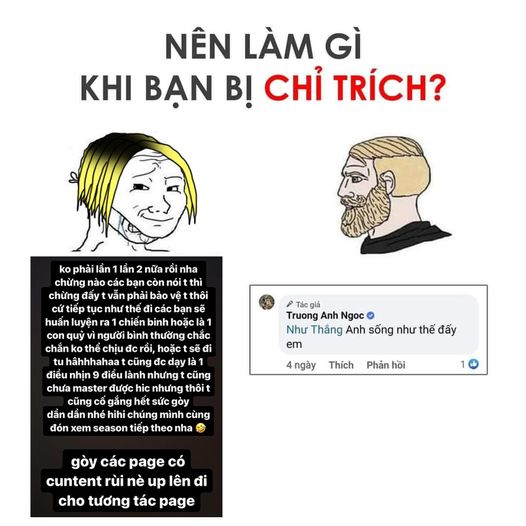 NÊN LÀM GÌ
KHI BẠN BỊ CHỈ TRÍCH?
ko phải lần 1 lần 2 nữa rồi nha
chừng nào các bạn còn nói t thì
chừng đấy t vẫn phải bảo vệ t thôi
cứ tiếp tục như thế đi các bạn sẽ
huấn luyện ra 1 chiến binh hoặc là 1
con quỷ vì người bình thường chắc
chắn ko thể chịu đc rồi, hoặc t sẽ đi
tu hâhhahaa t cũng đc dạy là 1
điều nhịn 9 điều lành nhưng t cũng
chưa master được hic nhưng thôi t
cũng cố gắng hết sức gòy
dần dần nhé hihi chúng mình cùng
đón xem season tiếp theo nha 🤣
gòy các page có
cuntent rùi nè up lên đi
cho tương tác page
Tác giả
Truong Anh Ngoc
Như Thắng Anh sống như thế đấy
em
4 ngày Thích Phản hồi 1